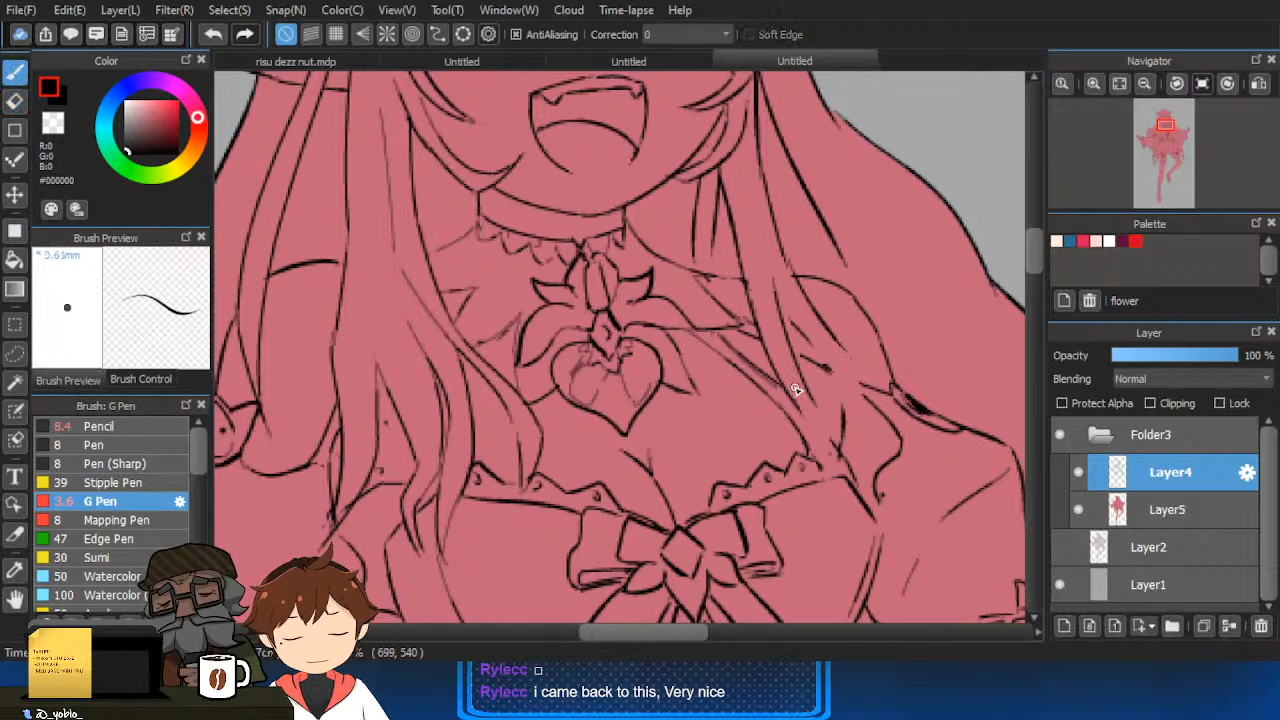 File(F) Edit(E) Layer(L) Filter(R) Select(S) Snap(N) Color(C) View(V) Tool(T) Window(W) Cloud Time-lapse Help
AntiAliasing Correction 0 Soft Edge
Color
risu dezz nut.mdp Untitled Untitled Untitled
Navigator
R:0
G:0
B:0
#000000
Brush Preview
* 0.61mm
Brush Preview Brush Control
Brush: G Pen
8.4 Pencil
8 Pen
8 Pen (Sharp)
39 Stipple Pen
3.6 G Pen
8 Mapping Pen
47 Edge Pen
30 Sumi
50 Watercolor
100 Watercolor
Palette
flower
Layer
Opacity 100 %
Blending Normal
Protect Alpha Clipping Lock
Folder3
Layer4
Layer5
Layer2
Layer1
( 699, 540 )
TABLET:
Rylecc
Rylecc i came back to this, Very nice